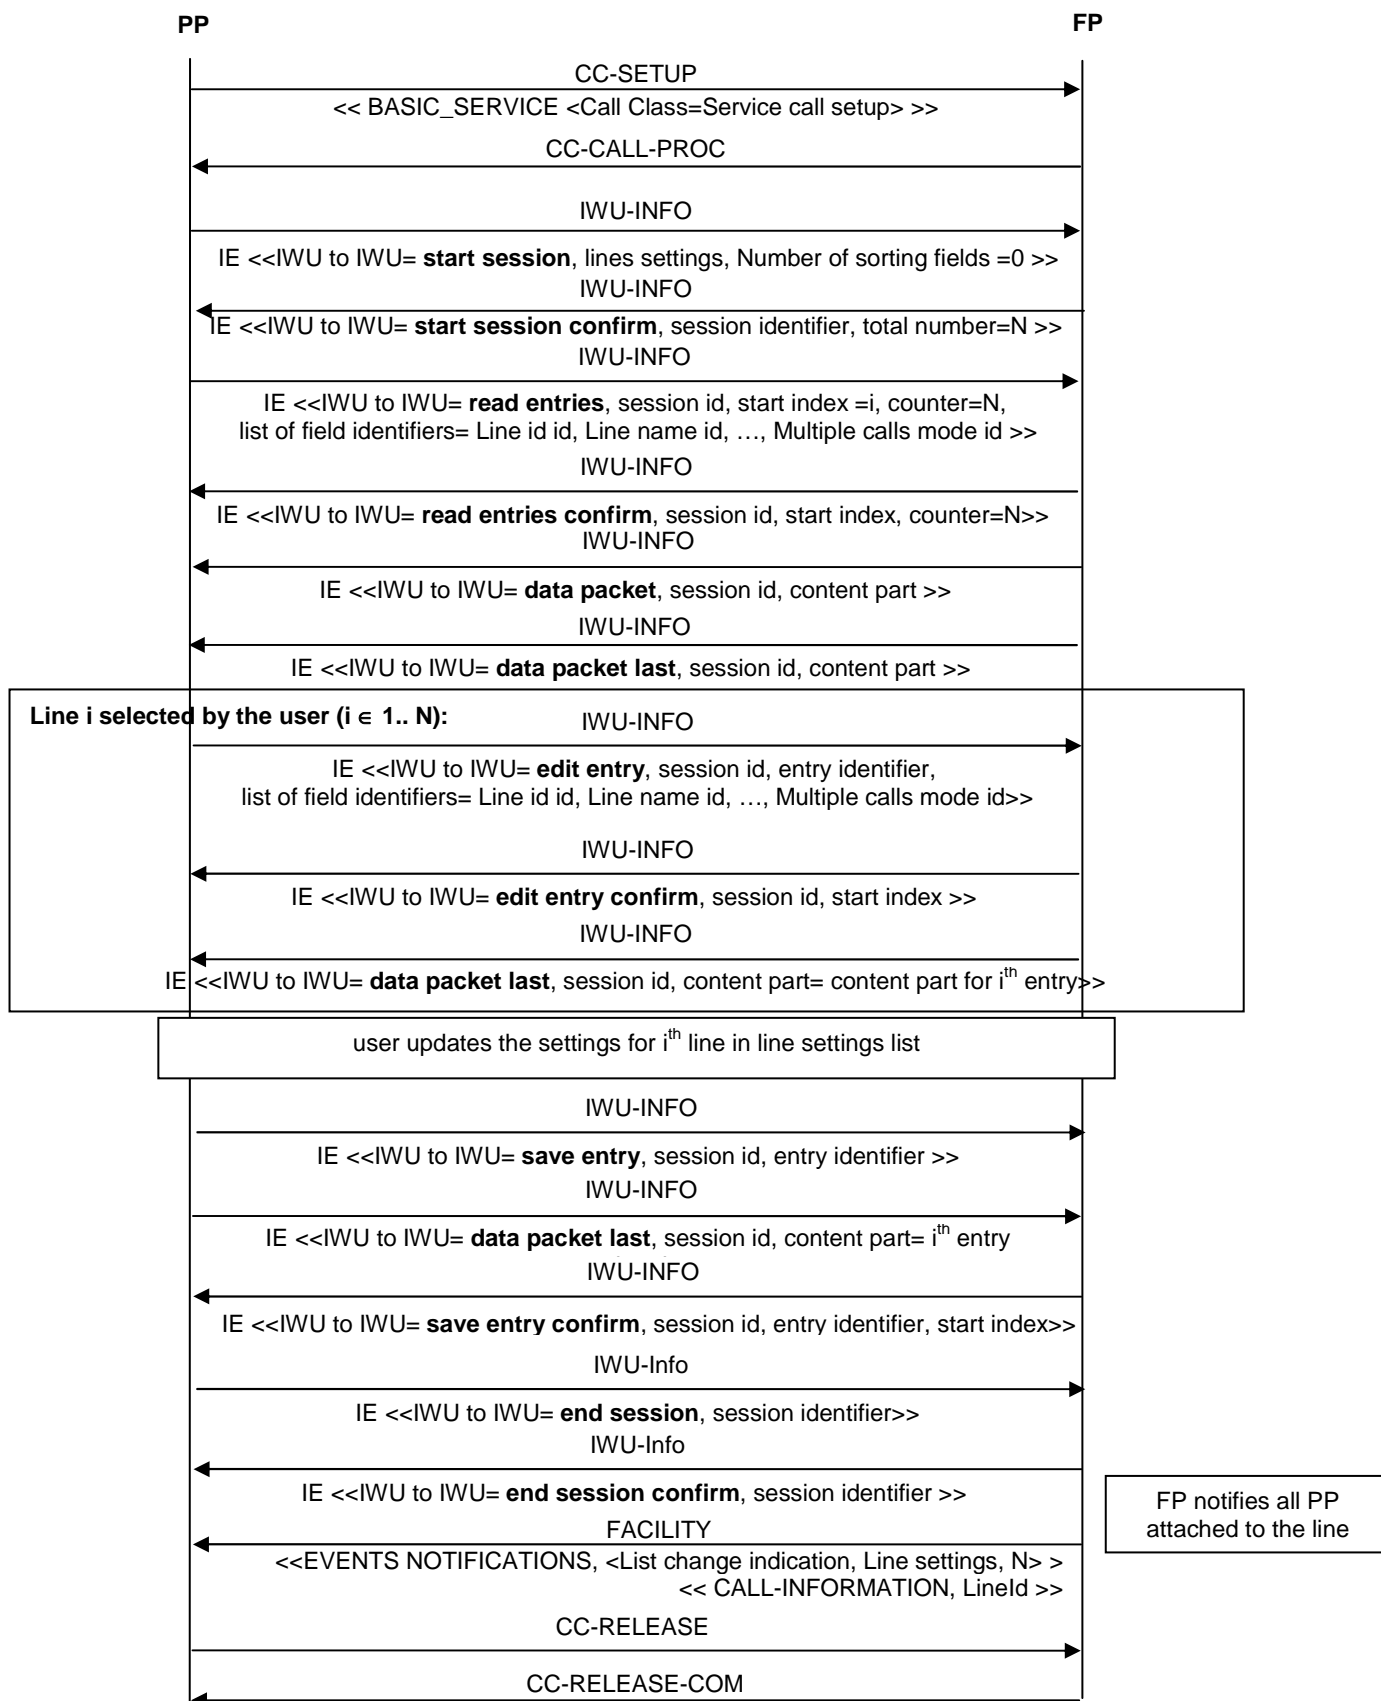 PP FP
CC-SETUP
<< BASIC_SERVICE <Call Class=Service call setup> >>
CC-CALL-PROC
IWU-INFO
IE <<IWU to IWU= start session, lines settings, Number of sorting fields =0 >>
IWU-INFO
IE <<IWU to IWU= start session confirm, session identifier, total number=N >>
IWU-INFO
IE <<IWU to IWU= read entries, session id, start index =i, counter=N,
list of field identifiers= Line id id, Line name id, …, Multiple calls mode id >>
IWU-INFO
IE <<IWU to IWU= read entries confirm, session id, start index, counter=N>>
IWU-INFO
IE <<IWU to IWU= data packet, session id, content part >>
IWU-INFO
IE <<IWU to IWU= data packet last, session id, content part >>
Line i selected by the user (i ∈ 1.. N):
IWU-INFO
IE <<IWU to IWU= edit entry, session id, entry identifier,
list of field identifiers= Line id id, Line name id, …, Multiple calls mode id>>
IWU-INFO
IE <<IWU to IWU= edit entry confirm, session id, start index >>
IWU-INFO
IE <<IWU to IWU= data packet last, session id, content part= content part for ith entry>>
user updates the settings for ith line in line settings list
IWU-INFO
IE <<IWU to IWU= save entry, session id, entry identifier >>
IWU-INFO
IE <<IWU to IWU= data packet last, session id, content part= ith entry
IWU-INFO
IE <<IWU to IWU= save entry confirm, session id, entry identifier, start index>>
IWU-Info
IE <<IWU to IWU= end session, session identifier>>
IWU-Info
IE <<IWU to IWU= end session confirm, session identifier >>
FP notifies all PP
attached to the line
FACILITY
<<EVENTS NOTIFICATIONS, <List change indication, Line settings, N> >
<< CALL-INFORMATION, LineId >>
CC-RELEASE
CC-RELEASE-COM